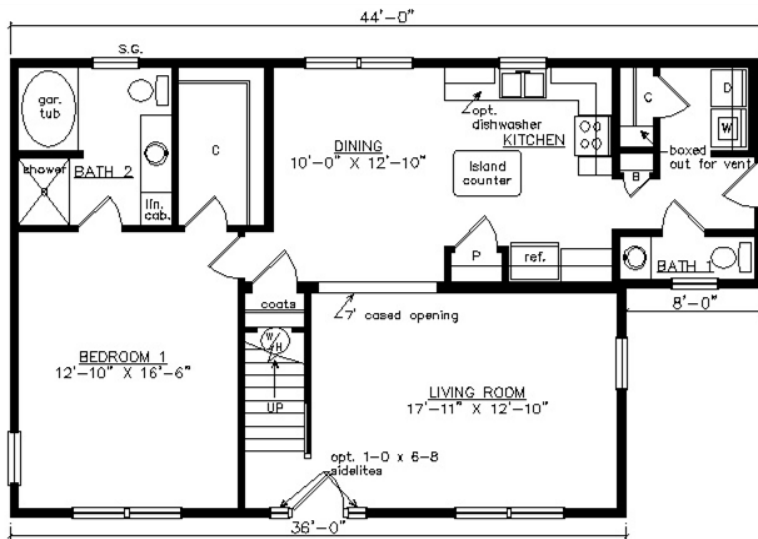 44'-0"
S.G.
gar.
tub
C
DINING
10'-0" X 12'-10"
opt.
dishwasher
KITCHEN
C
D
W
boxed
out for vent
Island
counter
B
shower
BATH 2
lin.
cab.
P
ref.
BATH 1
8'-0"
coats
7' cased opening
W/H
BEDROOM 1
12'-10" X 16'-6"
UP
LIVING ROOM
17'-11" X 12'-10"
opt. 1-0 x 6-8
sidelites
36'-0"